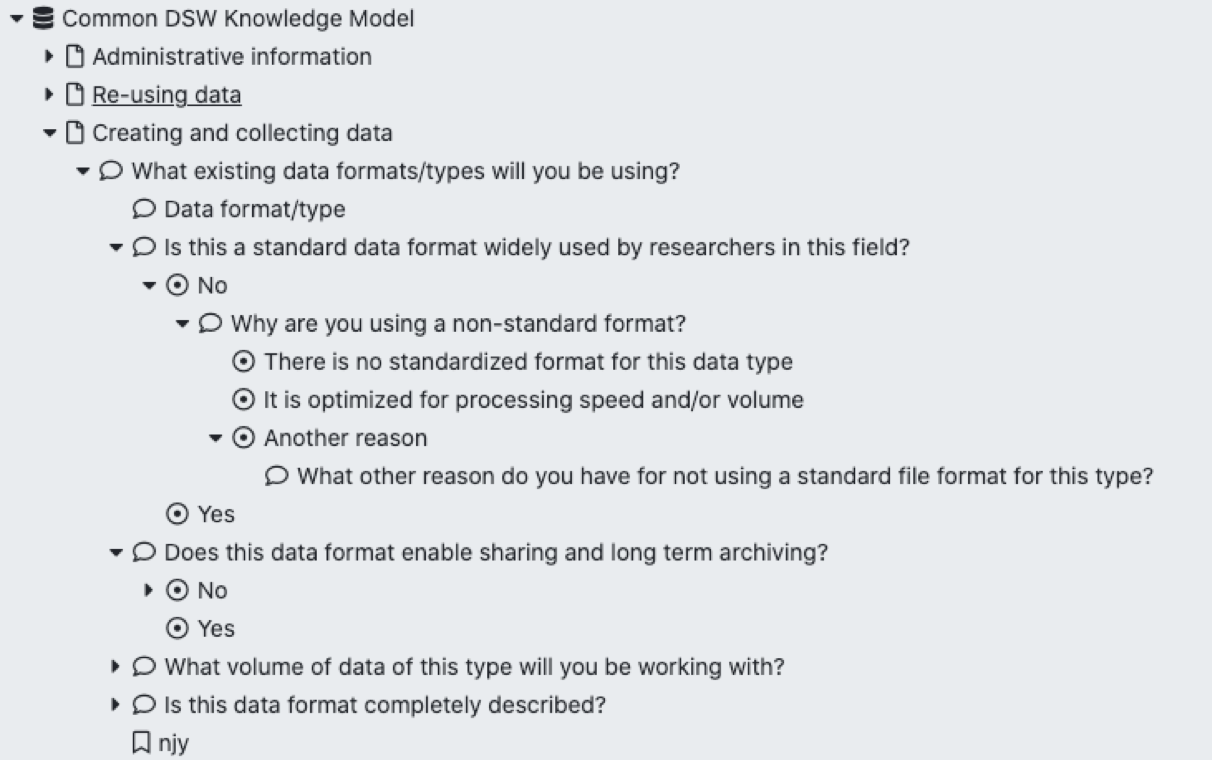 Common DSW Knowledge Model
Administrative information
Re-using data
Creating and collecting data
What existing data formats/types will you be using?
Data format/type
Is this a standard data format widely used by researchers in this field?
No
Why are you using a non-standard format?
There is no standardized format for this data type
It is optimized for processing speed and/or volume
Another reason
What other reason do you have for not using a standard file format for this type?
Yes
Does this data format enable sharing and long term archiving?
No
Yes
What volume of data of this type will you be working with?
Is this data format completely described?
njy